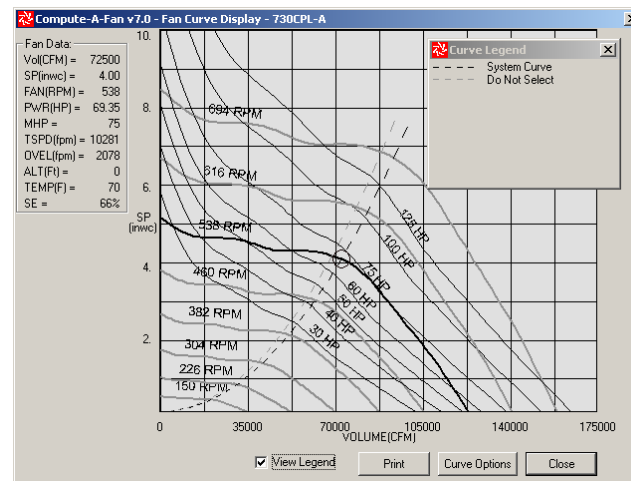 Compute-A-Fan v7.0 - Fan Curve Display - 730CPL-A
Fan Data:
Vol(CFM) = 72500
SP(inwc) = 4.00
FAN(RPM) = 538
PWR(HP) = 69.35
MHP = 75
TSPD(fpm) = 10281
OVEL(fpm) = 2078
ALT(Ft) = 0
TEMP(F) = 70
SE = 66%
Curve Legend
System Curve
Do Not Select
10.
8.
6.
SP
(inwc)
4.
2.
694 RPM
616 RPM
538 RPM
460 RPM
382 RPM
304 RPM
226 RPM
150 RPM
125 HP
100 HP
75 HP
60 HP
50 HP
40 HP
30 HP
0 35000 70000 105000 140000 175000
VOLUME(CFM)
View Legend Print Curve Options Close